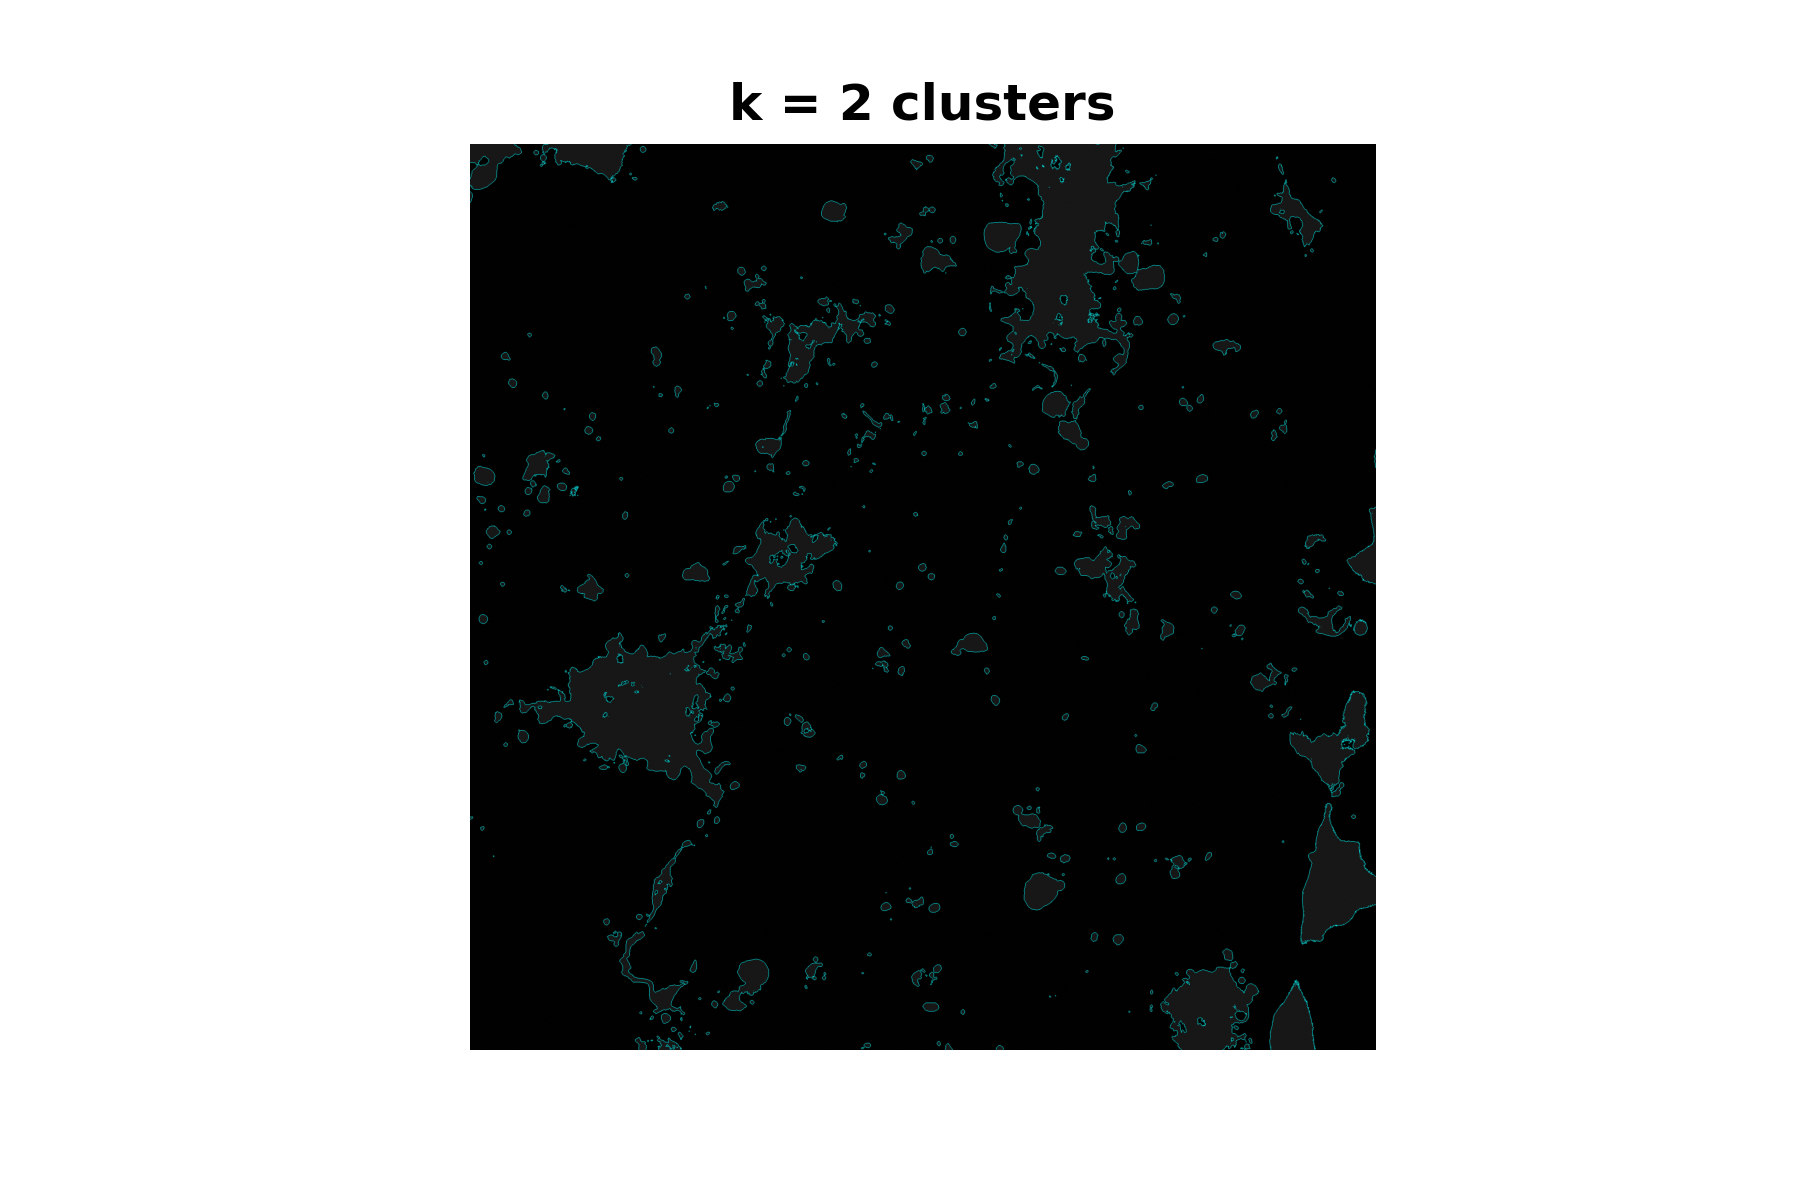 k = 2 clusters